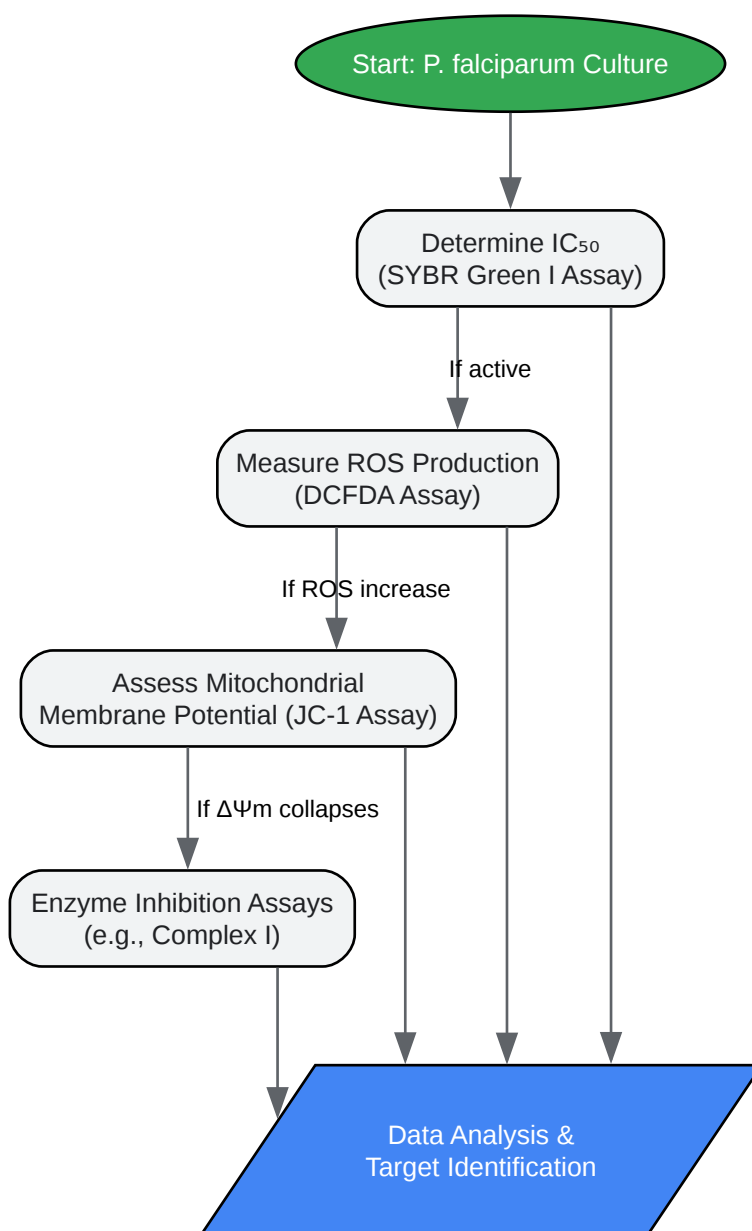 Start: P. falciparum Culture
Determine IC₅₀
(SYBR Green I Assay)
If active
Measure ROS Production
(DCFDA Assay)
If ROS increase
Assess Mitochondrial
Membrane Potential (JC-1 Assay)
If ΔΨm collapses
Enzyme Inhibition Assays
(e.g., Complex I)
Data Analysis &
Target Identification